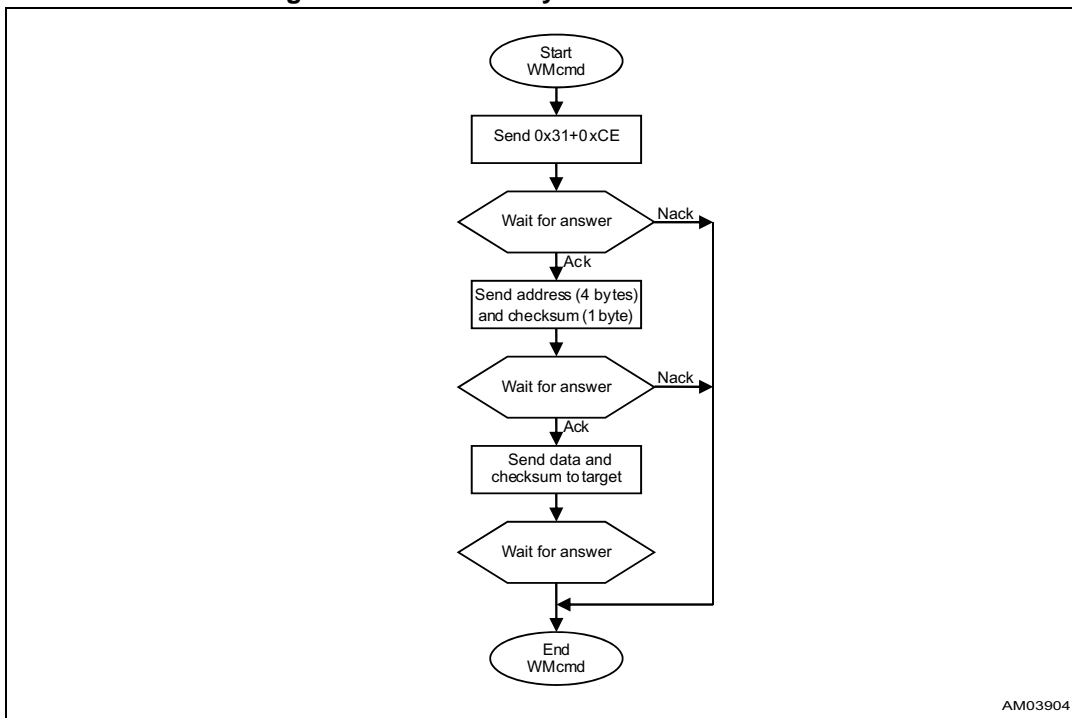 Start
WMcmd
Send 0x31+0xCE
Wait for answer
Nack
Ack
Send address (4 bytes)
and checksum (1 byte)
Wait for answer
Nack
Ack
Send data and
checksum to target
Wait for answer
End
WMcmd
AM03904